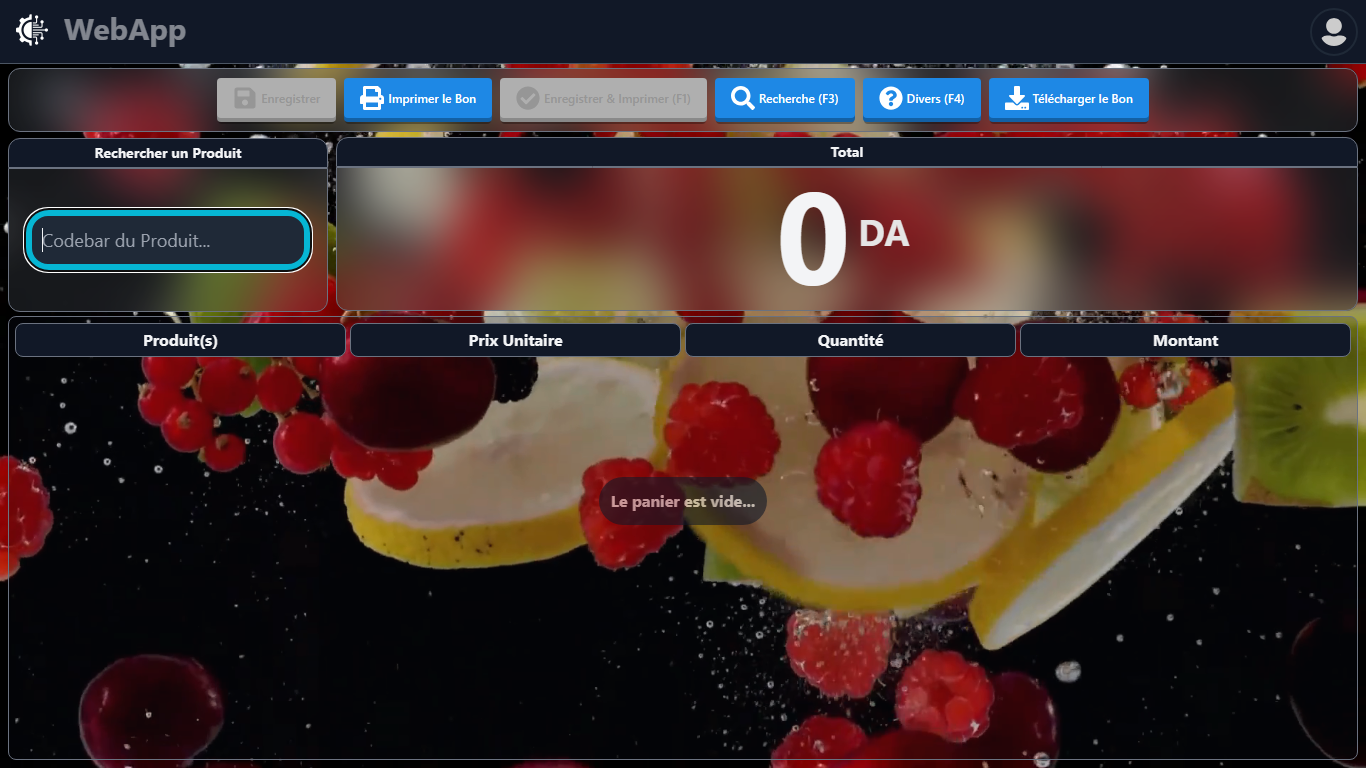 WebApp
Enregistrer
Imprimer le Bon
Enregistrer & Imprimer (F1)
Recherche (F3)
Divers (F4)
Télécharger le Bon
Rechercher un Produit
Total
Codebar du Produit...
0 DA
Produit(s)
Prix Unitaire
Quantité
Montant
Le panier est vide...